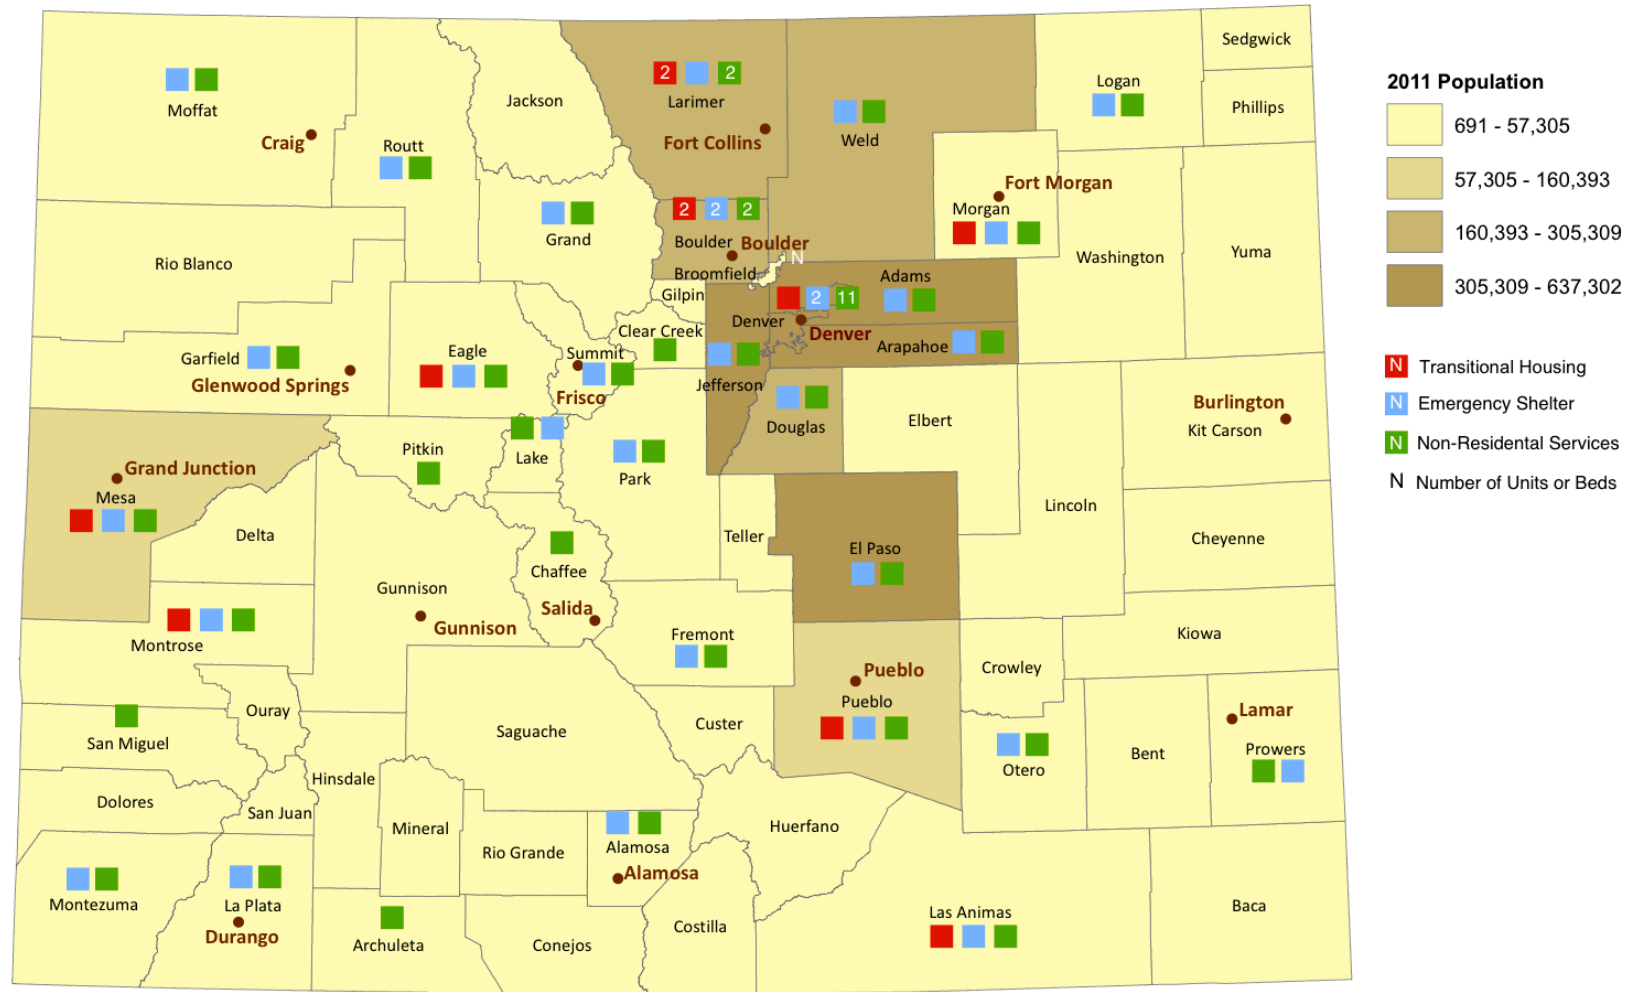 Sedgwick
Moffat
Jackson
2
2
Larimer
Logan
Phillips
Craig
Routt
Fort Collins
Weld
Fort Morgan
Morgan
Grand
2
2
2
Boulder
Boulder
N
Broomfield
Rio Blanco
Washington
Yuma
Gilpin
Adams
2
11
Denver
Denver
Clear Creek
Arapahoe
Garfield
Glenwood Springs
Eagle
Summit
Frisco
Jefferson
Douglas
Elbert
Burlington
Kit Carson
Grand Junction
Mesa
Pitkin
Lake
Park
Delta
Teller
Lincoln
Cheyenne
El Paso
Chaffee
Gunnison
Gunnison
Salida
Montrose
Fremont
Kiowa
Crowley
Pueblo
Pueblo
Ouray
San Miguel
Saguache
Custer
Lamar
Prowers
Otero
Bent
Hinsdale
Dolores
San Juan
Mineral
Rio Grande
Alamosa
Alamosa
Huerfano
Montezuma
La Plata
Durango
Archuleta
Conejos
Costilla
Las Animas
Baca
2011 Population
691 - 57,305
57,305 - 160,393
160,393 - 305,309
305,309 - 637,302
N Transitional Housing
N Emergency Shelter
N Non-Residental Services
N Number of Units or Beds